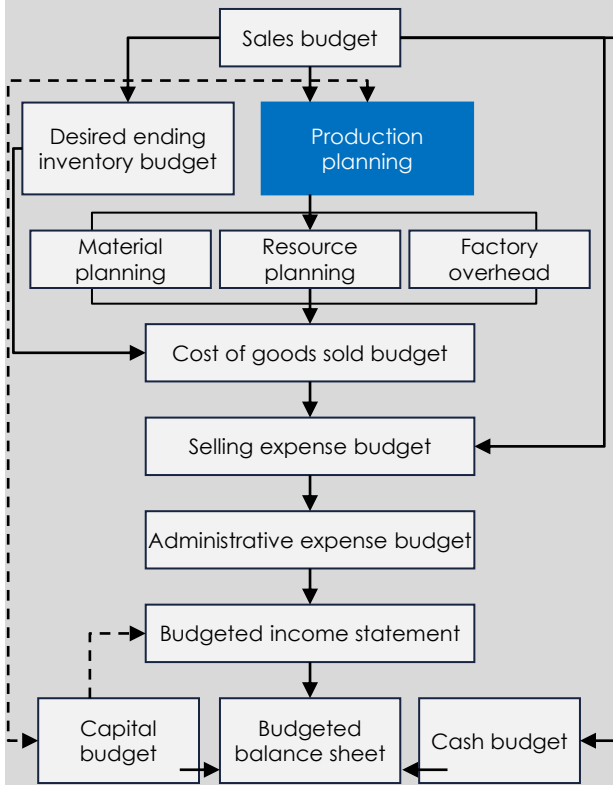 Sales budget
Desired ending
inventory budget
Production
planning
Material
planning
Resource
planning
Factory
overhead
Cost of goods sold budget
Selling expense budget
Administrative expense budget
Budgeted income statement
Capital
budget
Budgeted
balance sheet
Cash budget